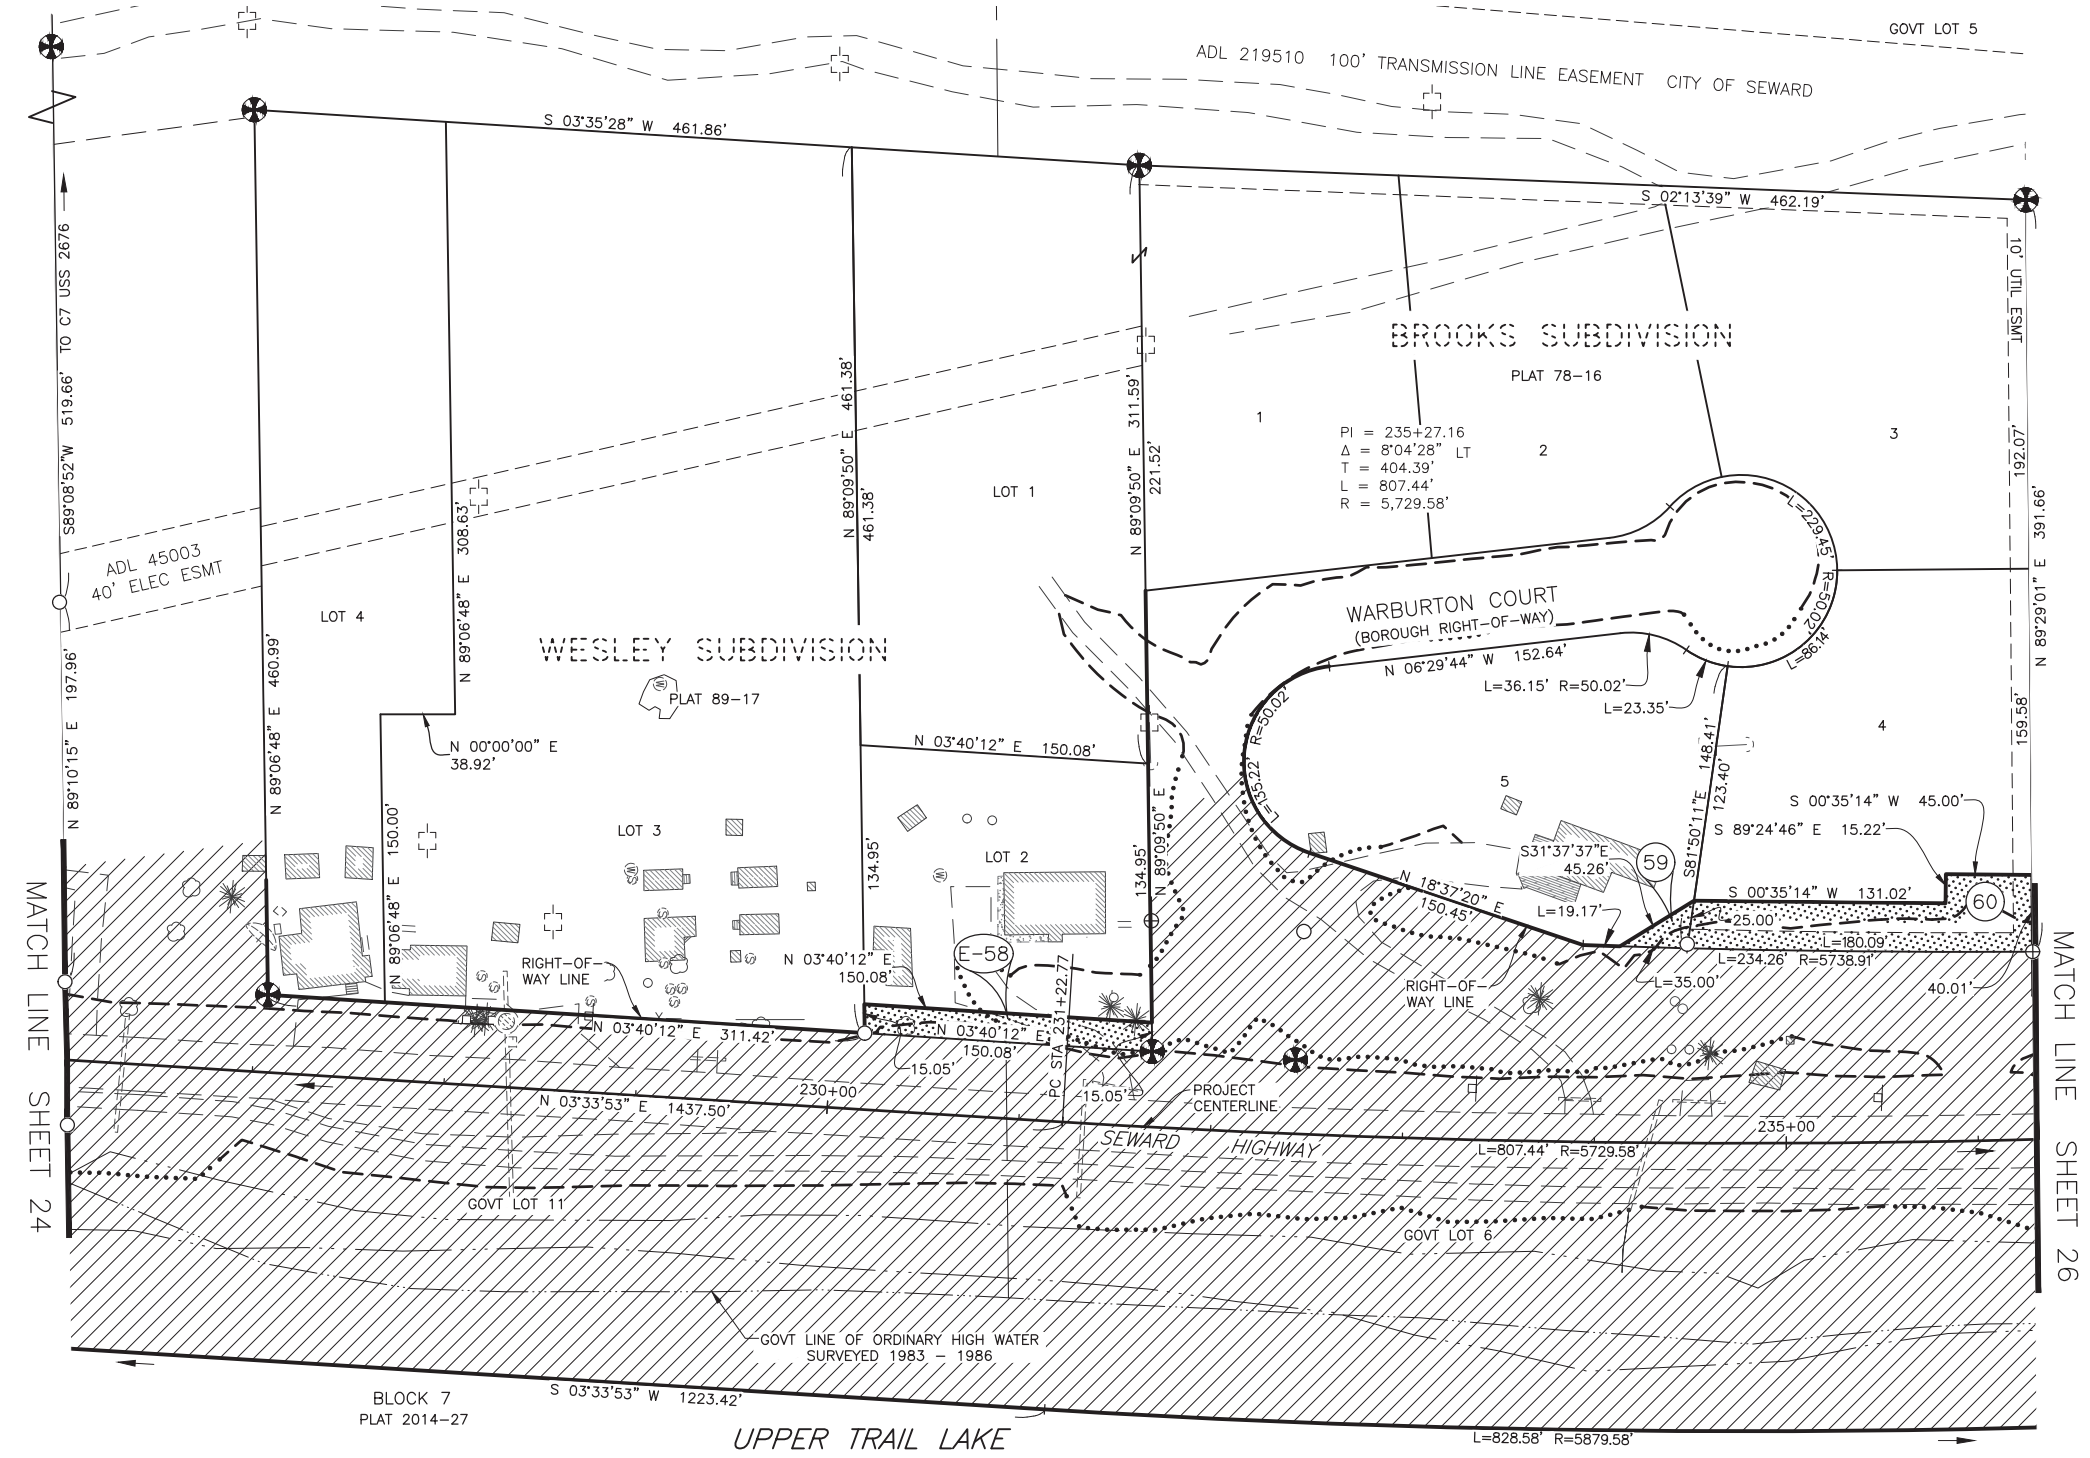 GOVT LOT 5
ADL 219510 100' TRANSMISSION LINE EASEMENT CITY OF SEWARD
S 03°35'28" W 461.86'
S 02°13'39" W 462.19'
10' UTIL ESMT
S89°08'52"W 519.66' TO C7 USS 2676
BROOKS SUBDIVISION
PLAT 78-16
1
2
3
PI = 235+27.16
Δ = 8°04'28" LT
T = 404.39'
L = 807.44'
R = 5,729.58'
N 89°09'50" E 461.38'
461.38'
N 89°09'50" E 311.59'
221.52'
192.07'
N 89°29'01" E 391.66'
LOT 1
N 89°06'48" E 308.63'
ADL 45003
40' ELEC ESMT
LOT 4
WESLEY SUBDIVISION
PLAT 89-17
W
L=229.45'
R=50.02'
L=86.14'
WARBURTON COURT
(BOROUGH RIGHT-OF-WAY)
N 06°29'44" W 152.64'
L=36.15' R=50.02'
L=23.35'
N 89°10'15" E 197.96'
N 89°06'48" E 460.99'
N 00°00'00" E
38.92'
N 03°40'12" E 150.08'
R=50.02'
L=135.22'
148.41'
S81°50'11"E
123.40'
159.58'
4
5
S 00°35'14" W 45.00'
S 89°24'46" E 15.22'
N 89°06'48" E 150.00'
LOT 3
LOT 2
134.95'
134.95'
N 89°09'50" E
W
W
S
S31°37'37"E
45.26'
59
60
N 18°37'20" E
150.45'
S 00°35'14" W 131.02'
L=19.17'
L=25.00
L=180.09'
L=234.26' R=5738.91'
L=35.00'
40.01'
MATCH LINE SHEET 24
MATCH LINE SHEET 26
RIGHT-OF-
WAY LINE
N 03°40'12" E
150.08'
E-58
PC STA 231+22.77
RIGHT-OF-
WAY LINE
N 03°40'12" E 311.42'
N 03°40'12" E
150.08'
15.05'
15.05'
PROJECT
CENTERLINE
N 03°33'53" E 1437.50'
230+00
SEWARD HIGHWAY
235+00
L=807.44' R=5729.58'
GOVT LOT 11
GOVT LOT 6
GOVT LINE OF ORDINARY HIGH WATER
SURVEYED 1983 - 1986
BLOCK 7
PLAT 2014-27
S 03°33'53" W 1223.42'
UPPER TRAIL LAKE
L=828.58' R=5879.58'